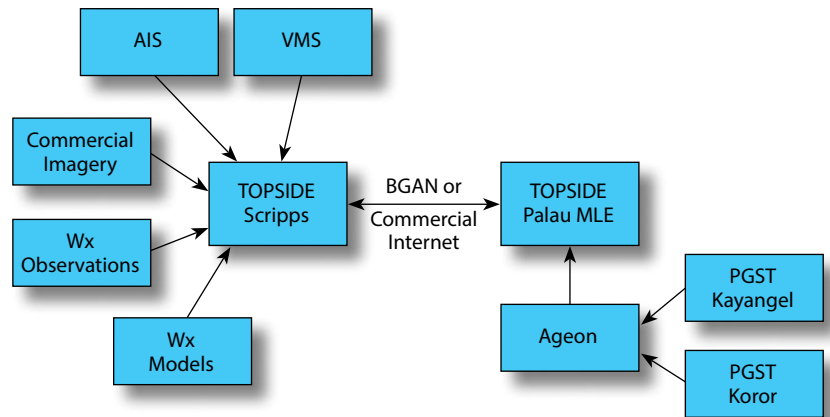 AIS
VMS
Commercial
Imagery
TOPSIDE
Scripps
BGAN or
Commercial
Internet
TOPSIDE
Palau MLE
Wx
Observations
Wx
Models
Ageon
PGST
Kayangel
PGST
Koror